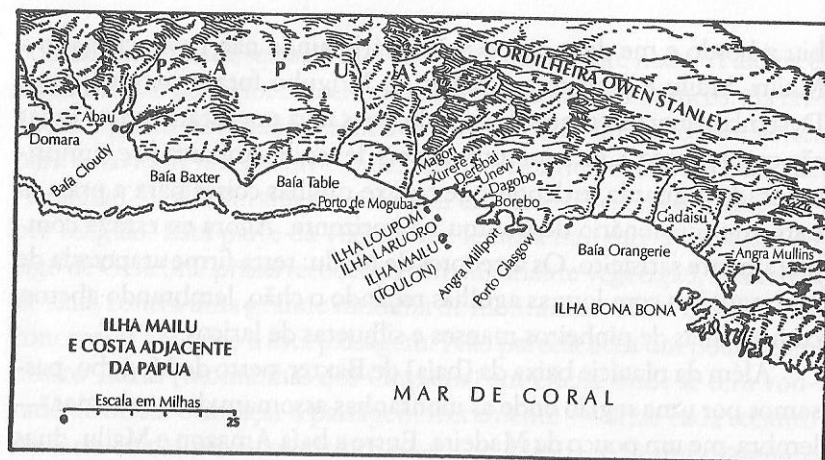 P U A
CORDILHEIRA OWEN STANLEY
Abau
Domara
Baía Cloudy
Baía Baxter
Baía Table
Porto de Moguba
Magori
Kurere
Derebai
Unevi
Dagobo
Borebo
ILHA LOUPOM
ILHA LARUORO
ILHA MAILU
(TOULON)
Angra Millport
Porto Glasgow
Baía Orangerie
Gadaisu
Angra Mullins
ILHA BONA BONA
ILHA MAILU
E COSTA ADJACENTE
DA PAPUA
Escala em Milhas
0
25
MAR DE CORAL